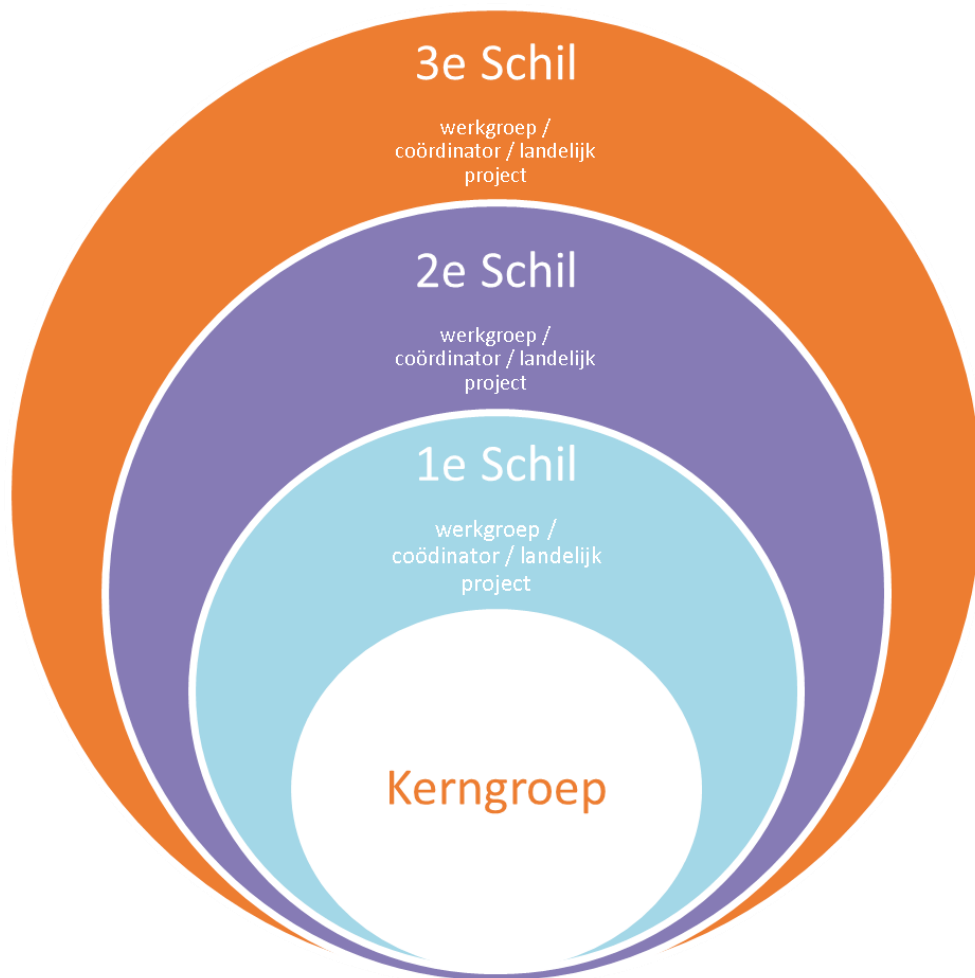 3e Schil
werkgroep /
coördinator / landelijk
project
2e Schil
werkgroep /
coördinator / landelijk
project
1e Schil
werkgroep /
coödinator / landelijk
project
Kerngroep